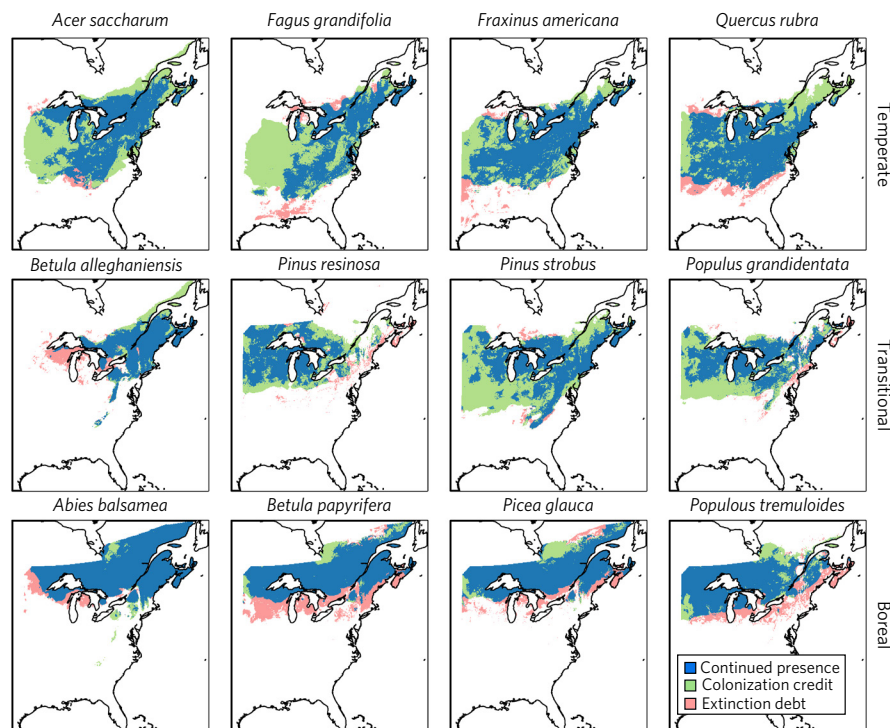 Acer saccharum
Fagus grandifolia
Fraxinus americana
Quercus rubra
Temperate
Betula alleghaniensis
Pinus resinosa
Pinus strobus
Populus grandidentata
Transitional
Abies balsamea
Betula papyrifera
Picea glauca
Populous tremuloides
Boreal
Continued presence
Colonization credit
Extinction debt